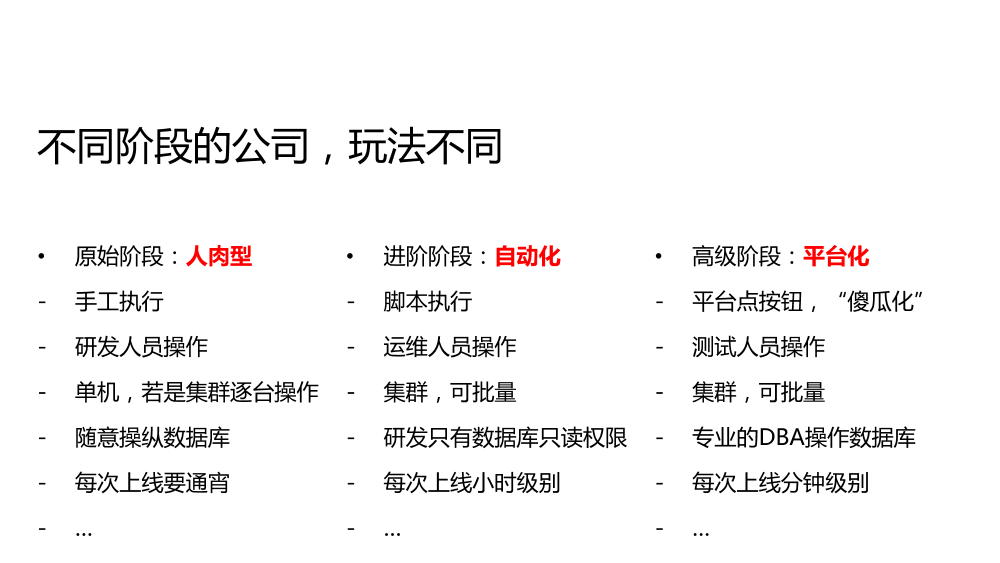 不同阶段的公司，玩法不同
• 原始阶段：人肉型
- 手工执行
- 研发人员操作
- 单机，若是集群逐台操作
- 随意操纵数据库
- 每次上线要通宵
- ...
• 进阶阶段：自动化
- 脚本执行
- 运维人员操作
- 集群，可批量
- 研发只有数据库只读权限
- 每次上线小时级别
- ...
• 高级阶段：平台化
- 平台点按钮，“傻瓜化”
- 测试人员操作
- 集群，可批量
- 专业的DBA操作数据库
- 每次上线分钟级别
- ...